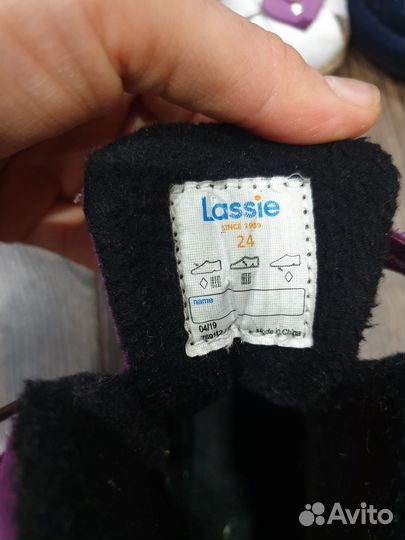 Lassie
SINCE 1959
24
name
04/19
Made in China
Avito